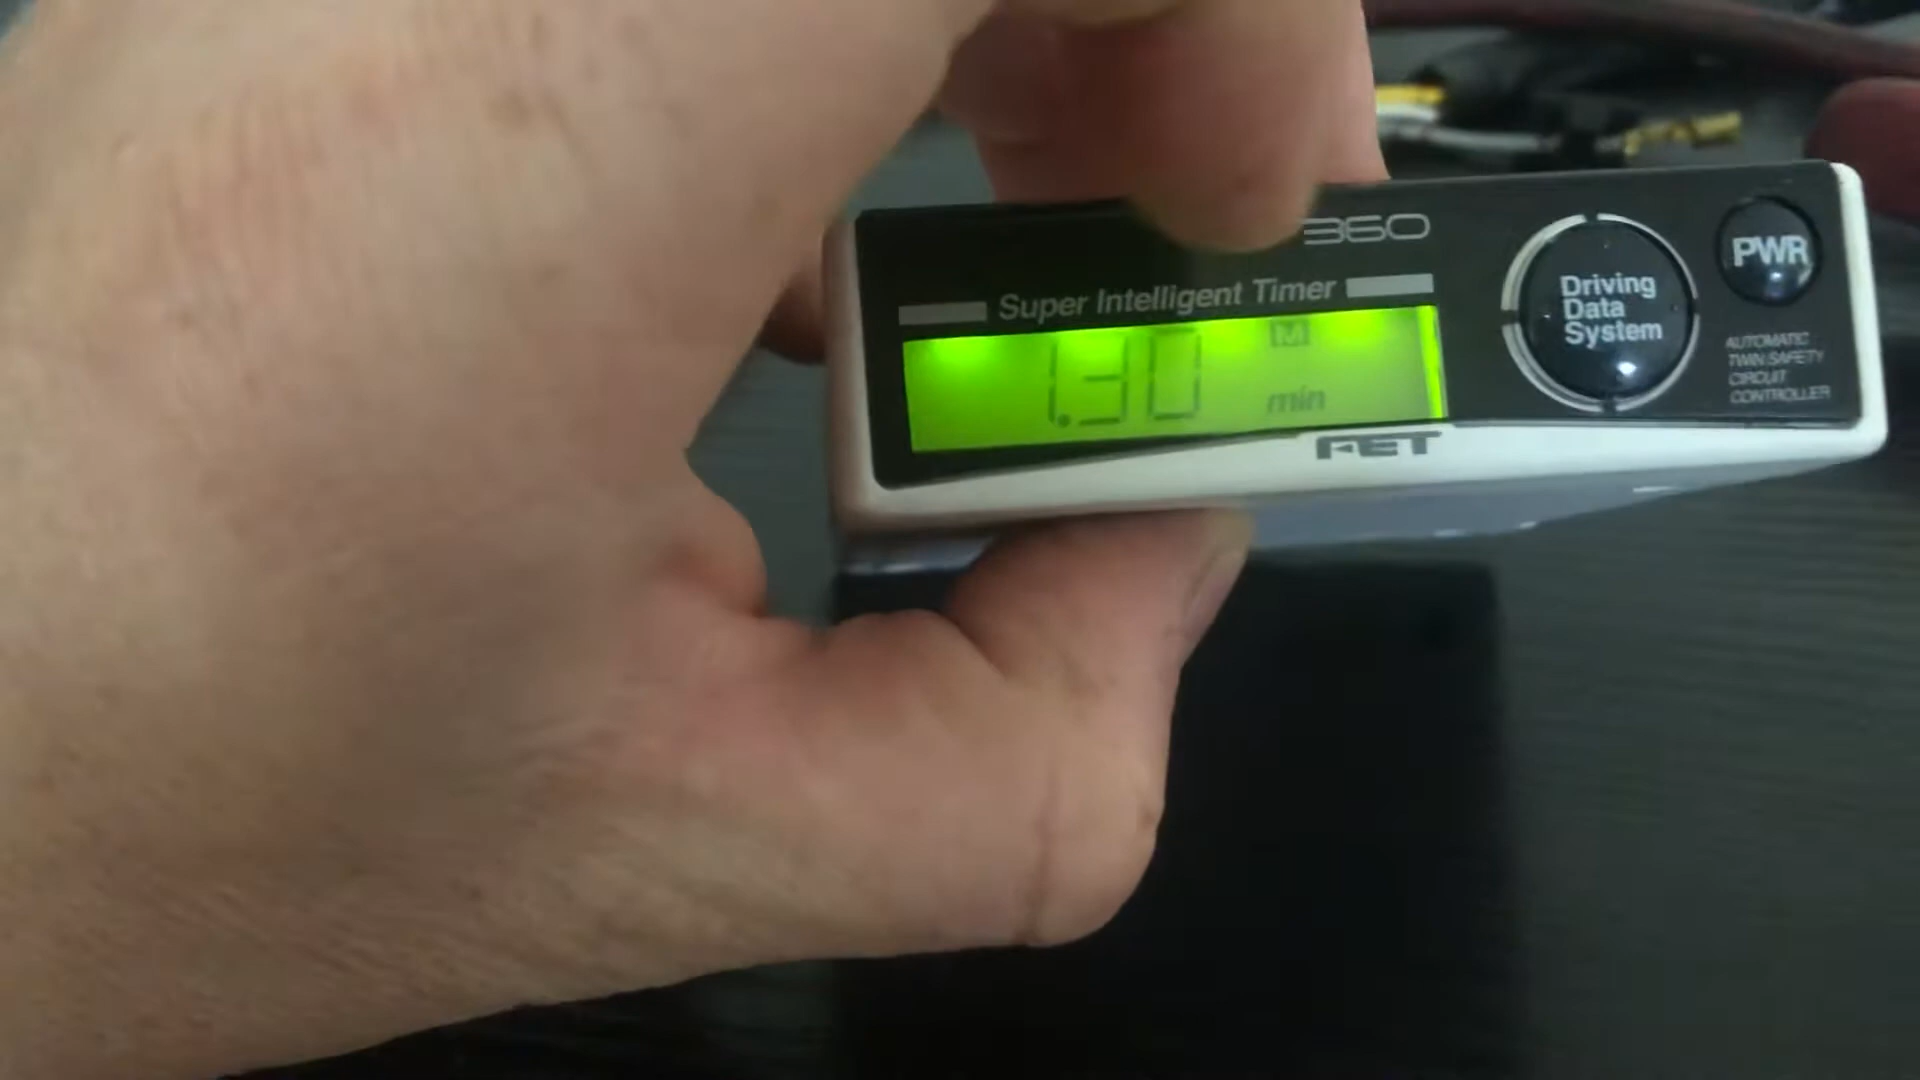 360
Super Intelligent Timer
M
1.30
min
FET
Driving
Data
System
PWR
AUTOMATIC
TWIN SAFETY
CIRCUIT
CONTROLLER